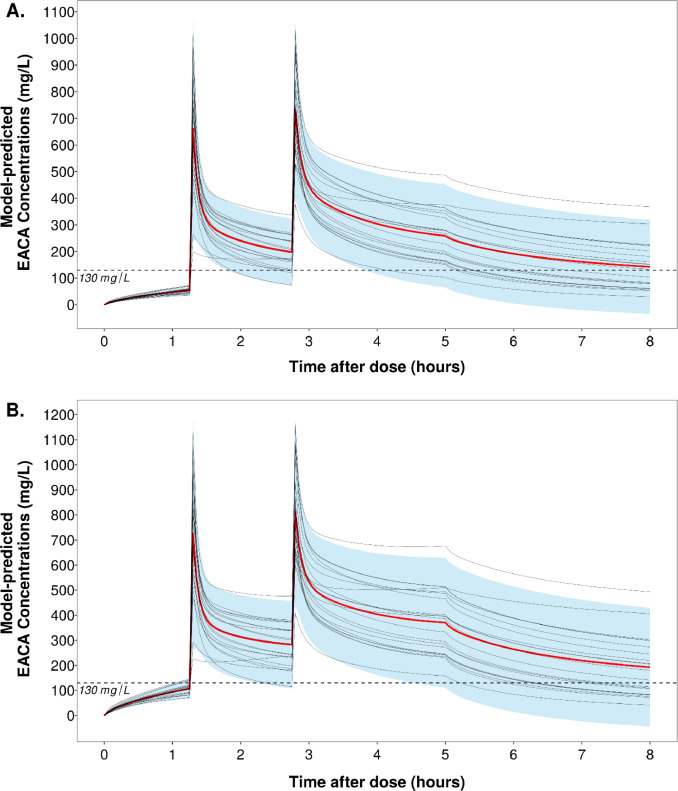 A.
Model-predicted
EACA Concentrations (mg/L)
1100
1000
900
800
700
600
500
400
300
200
100
0
130 mg/L
0 1 2 3 4 5 6 7 8
Time after dose (hours)
B.
Model-predicted
EACA Concentrations (mg/L)
1200
1100
1000
900
800
700
600
500
400
300
200
100
0
130 mg/L
0 1 2 3 4 5 6 7 8
Time after dose (hours)